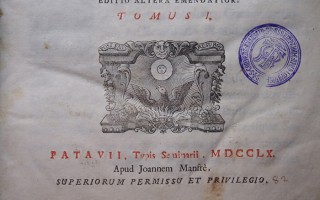 EDITIO ALTERA EMENDATIOR.
TOMUS I.
PATAVII, Typis Seminarii. MDCCLX.
Apud Joannem Manfrè.
SUPERIORUM PERMISSU ET PRIVILEGIO,